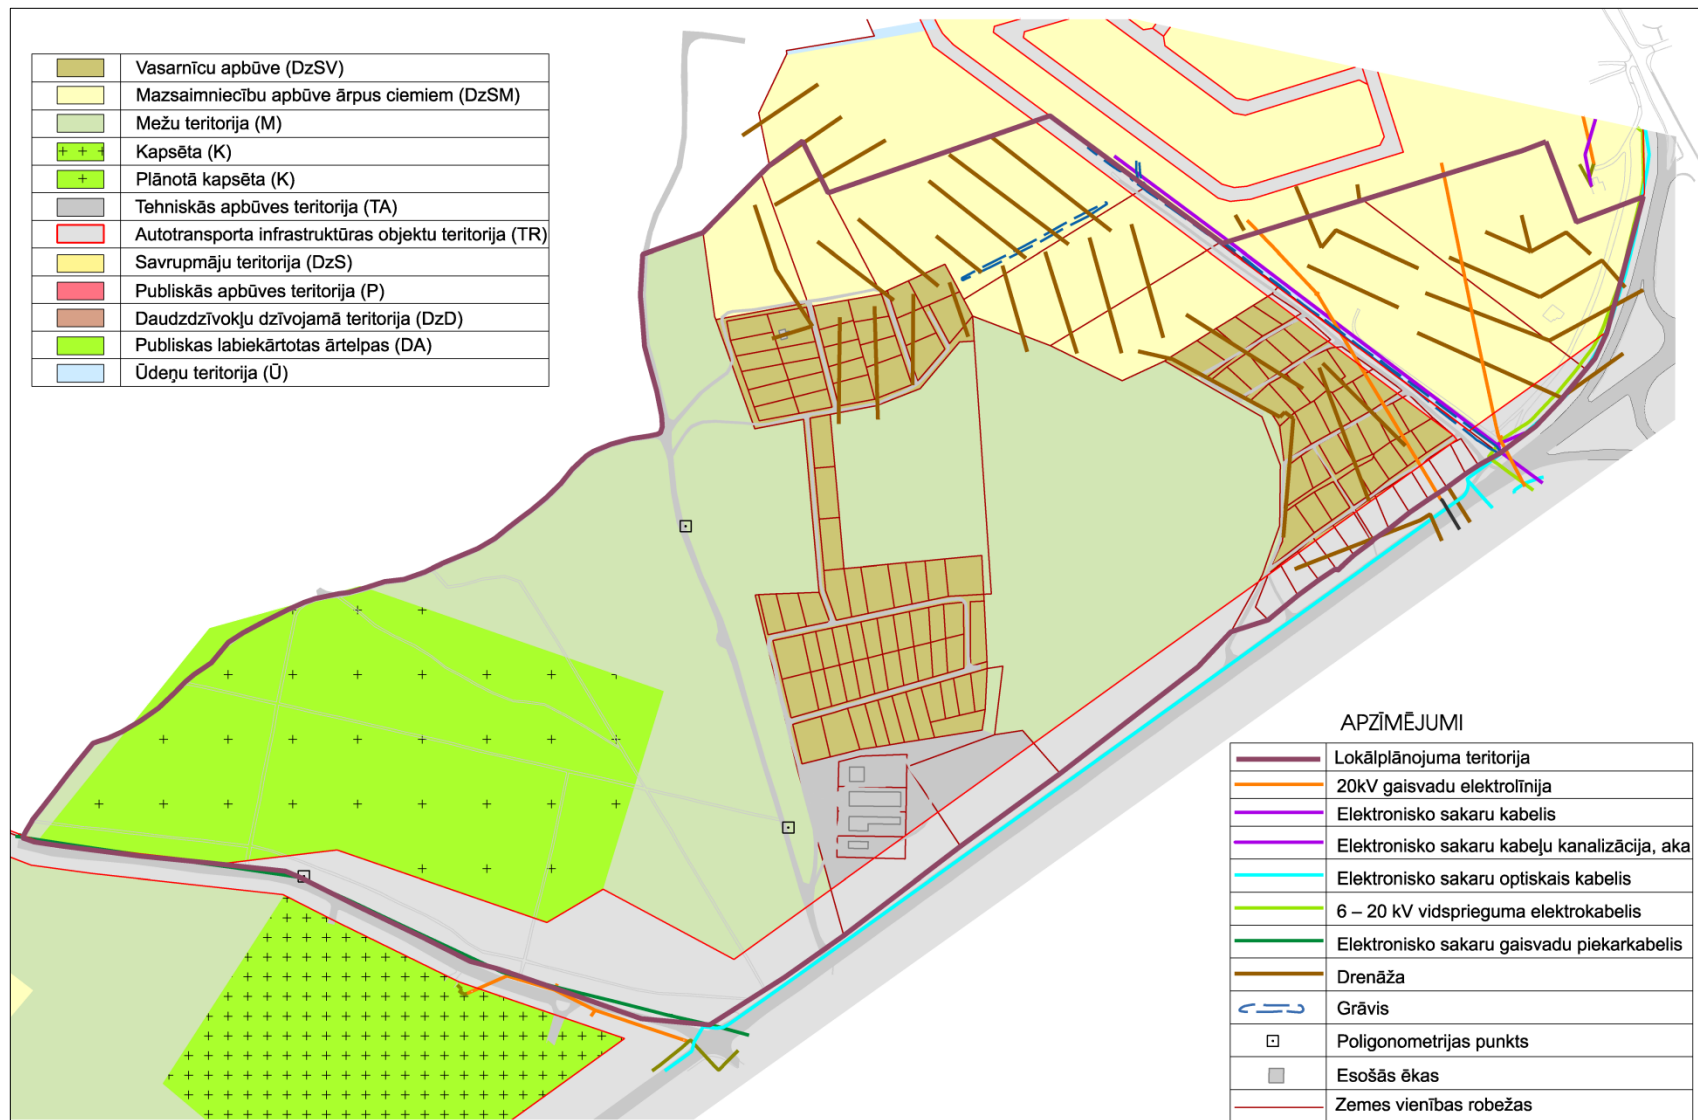 Vasarnīcu apbūve (DzSV)
Mazsaimniecību apbūve ārpus ciemiem (DzSM)
Mežu teritorija (M)
Kapsēta (K)
Plānotā kapsēta (K)
Tehniskās apbūves teritorija (TA)
Autotransporta infrastruktūras objektu teritorija (TR)
Savrupmāju teritorija (DzS)
Publiskās apbūves teritorija (P)
Daudzdzīvokļu dzīvojamā teritorija (DzD)
Publiskas labiekārtotas ārtelpas (DA)
Ūdeņu teritorija (Ū)
APZĪMĒJUMI
Lokālplānojuma teritorija
20kV gaisvadu elektrolīnija
Elektronisko sakaru kabelis
Elektronisko sakaru kabeļu kanalizācija, aka
Elektronisko sakaru optiskais kabelis
6 – 20 kV vidsprieguma elektrokabelis
Elektronisko sakaru gaisvadu piekarkabelis
Drenāža
Grāvis
Poligonometrijas punkts
Esošās ēkas
Zemes vienības robežas